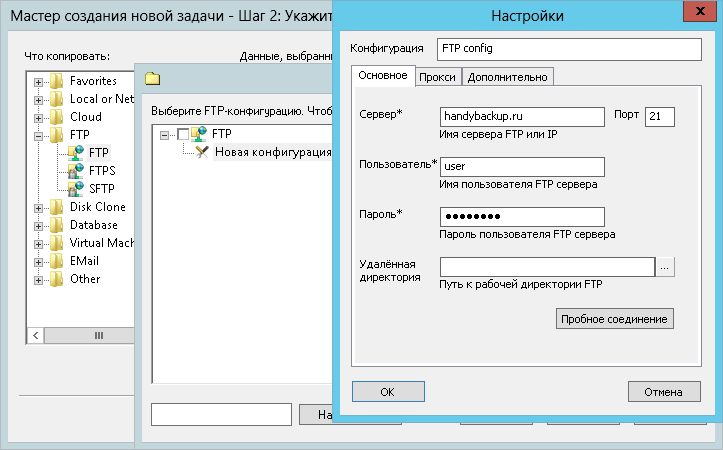 Мастер создания новой задачи - Шаг 2: Укажит
Что копировать:
Данные, выбранн
Favorites
Local or Net
Cloud
FTP
FTP
FTPS
SFTP
Disk Clone
Database
Virtual Mach
EMail
Other
Выберите FTP-конфигурацию. Чтоб
FTP
Новая конфигурация
На
Настройки
x
Конфигурация
FTP config
Основное
Прокси
Дополнительно
Сервер*
handybackup.ru
Порт
21
Имя сервера FTP или IP
Пользователь*
user
Имя пользователя FTP сервера
Пароль*
●●●●●●●●
Пароль пользователя FTP сервера
Удалённая
директория
...
Путь к рабочей директории FTP
Пробное соединение
OK
Отмена